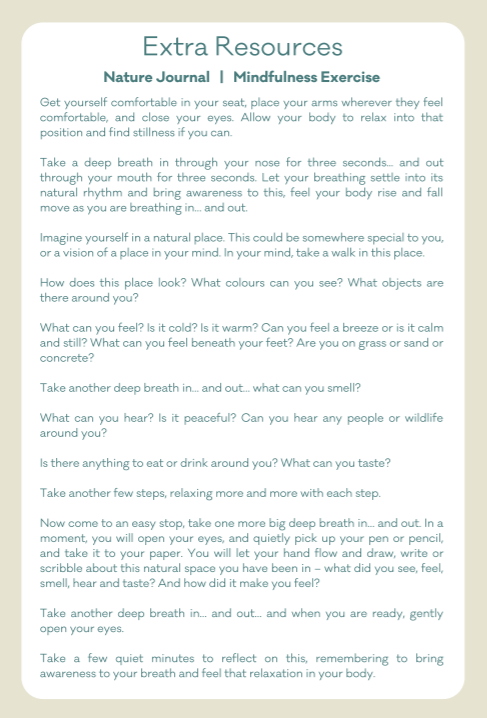 Extra Resources
Nature Journal | Mindfulness Exercise
Get yourself comfortable in your seat, place your arms wherever they feel
comfortable, and close your eyes. Allow your body to relax into that
position and find stillness if you can.
Take a deep breath in through your nose for three seconds... and out
through your mouth for three seconds. Let your breathing settle into its
natural rhythm and bring awareness to this, feel your body rise and fall
move as you are breathing in... and out.
Imagine yourself in a natural place. This could be somewhere special to you,
or a vision of a place in your mind. In your mind, take a walk in this place.
How does this place look? What colours can you see? What objects are
there around you?
What can you feel? Is it cold? Is it warm? Can you feel a breeze or is it calm
and still? What can you feel beneath your feet? Are you on grass or sand or
concrete?
Take another deep breath in... and out... what can you smell?
What can you hear? Is it peaceful? Can you hear any people or wildlife
around you?
Is there anything to eat or drink around you? What can you taste?
Take another few steps, relaxing more and more with each step.
Now come to an easy stop, take one more big deep breath in... and out. In a
moment, you will open your eyes, and quietly pick up your pen or pencil,
and take it to your paper. You will let your hand flow and draw, write or
scribble about this natural space you have been in – what did you see, feel,
smell, hear and taste? And how did it make you feel?
Take another deep breath in... and out... and when you are ready, gently
open your eyes.
Take a few quiet minutes to reflect on this, remembering to bring
awareness to your breath and feel that relaxation in your body.